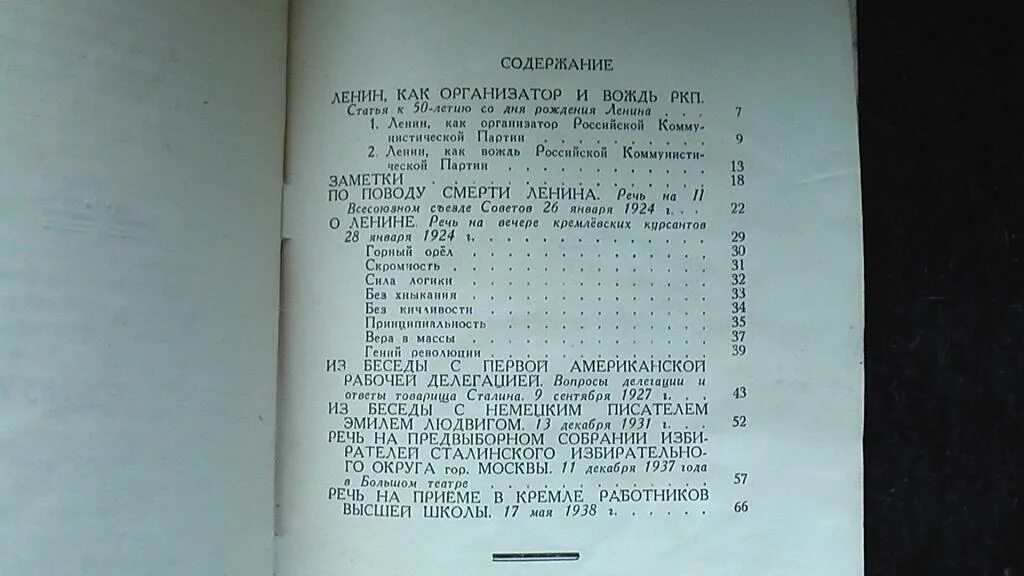 СОДЕРЖАНИЕ
ЛЕНИН, КАК ОРГАНИЗАТОР И ВОЖДЬ РКП.
Статья к 50-летию со дня рождения Ленина . . . 7
1. Ленин, как организатор Российской Комму-
нистической Партии . . . . . . . . . 9
2. Ленин, как вождь Российской Коммунисти-
ческой Партии . . . . . . . . . . 13
ЗАМЕТКИ . . . . . . . . . . . . . 18
ПО ПОВОДУ СМЕРТИ ЛЕНИНА. Речь на II
Всесоюзном съезде Советов 26 января 1924 г. . . 22
О ЛЕНИНЕ. Речь на вечере кремлёвских курсантов
28 января 1924 г. . . . . . . . . . . 29
Горный орёл . . . . . . . . . . . 30
Скромность . . . . . . . . . . . 31
Сила логики . . . . . . . . . . . 32
Без хныкания . . . . . . . . . . . 33
Без кичливости . . . . . . . . . . 34
Принципиальность . . . . . . . . . 35
Вера в массы . . . . . . . . . . . 37
Гений революции . . . . . . . . . . 39
ИЗ БЕСЕДЫ С ПЕРВОЙ АМЕРИКАНСКОЙ
РАБОЧЕЙ ДЕЛЕГАЦИЕЙ. Вопросы делегации и
ответы товарища Сталина. 9 сентября 1927 г. . . 43
ИЗ БЕСЕДЫ С НЕМЕЦКИМ ПИСАТЕЛЕМ
ЭМИЛЕМ ЛЮДВИГОМ. 13 декабря 1931 г. . . 52
РЕЧЬ НА ПРЕДВЫБОРНОМ СОБРАНИИ ИЗБИ-
РАТЕЛЕЙ СТАЛИНСКОГО ИЗБИРАТЕЛЬНО-
ГО ОКРУГА гор. МОСКВЫ. 11 декабря 1937 года
в Большом театре . . . . . . . . . . 57
РЕЧЬ НА ПРИЕМЕ В КРЕМЛЕ РАБОТНИКОВ
ВЫСШЕЙ ШКОЛЫ. 17 мая 1938 г. . . . . . 66